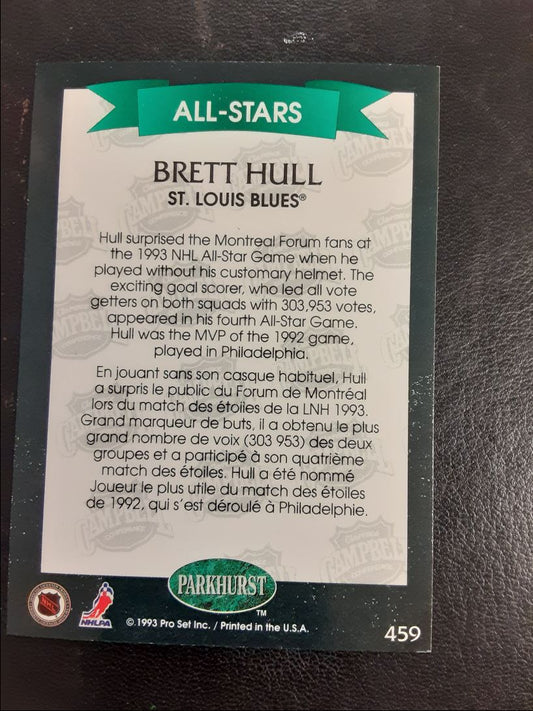 ALL-STARS
BRETT HULL
ST. LOUIS BLUES®
Hull surprised the Montreal Forum fans at
the 1993 NHL All-Star Game when he
played without his customary helmet. The
exciting goal scorer, who led all vote
getters on both squads with 303,953 votes,
appeared in his fourth All-Star Game.
Hull was the MVP of the 1992 game,
played in Philadelphia.
En jouant sans son casque habituel, Hull
a surpris le public du Forum de Montréal
lors du match des étoiles de la LNH 1993.
Grand marqueur de buts, il a obtenu le plus
grand nombre de voix (303 953) des deux
groupes et a participé à son quatrième
match des étoiles. Hull a été nommé
Joueur le plus utile du match des étoiles
de 1992, qui s'est déroulé à Philadelphie.
PARKHURST
™
NHL
NHLPA
© 1993 Pro Set Inc. / Printed in the U.S.A.
459
CLARENCE
CAMPBELL
CONFERENCE